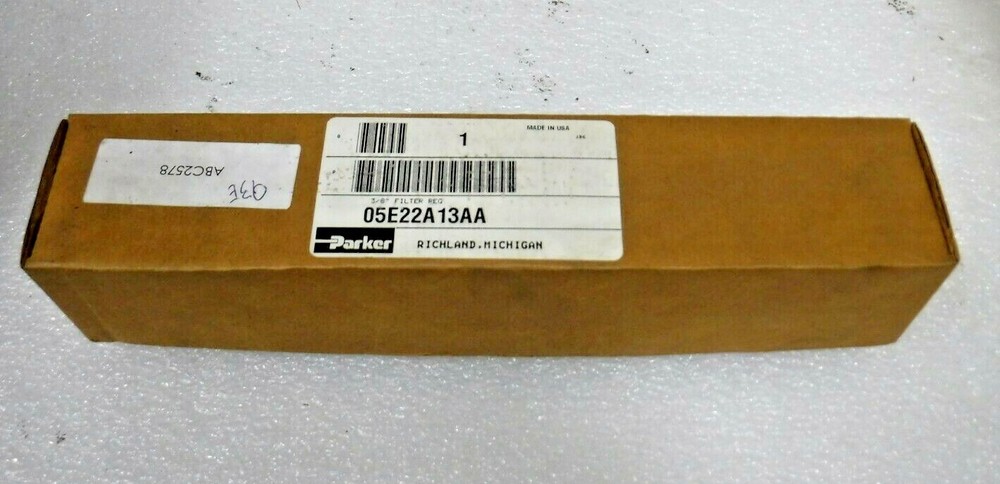 ABC2578
Q3E
1
MADE IN USA
3/8" FILTER REG
05E22A13AA
Parker
RICHLAND, MICHIGAN